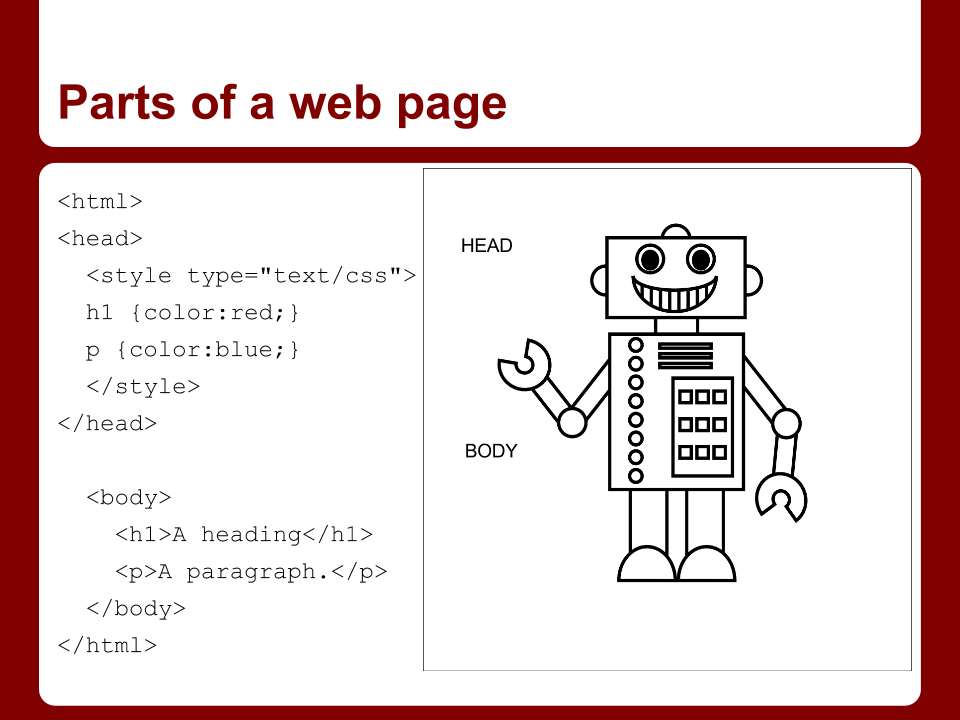 Parts of a web page
<html>
<head>
  <style type="text/css">
  h1 {color:red;}
  p {color:blue;}
  </style>
</head>
  <body>
    <h1>A heading</h1>
    <p>A paragraph.</p>
  </body>
</html>
HEAD
BODY